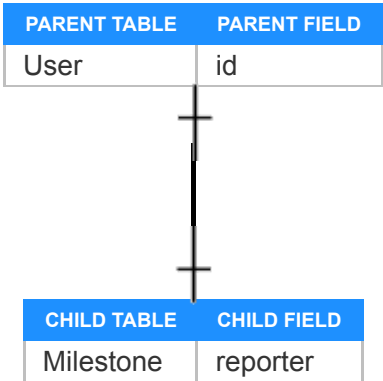 PARENT TABLE PARENT FIELD
User id
CHILD TABLE CHILD FIELD
Milestone reporter